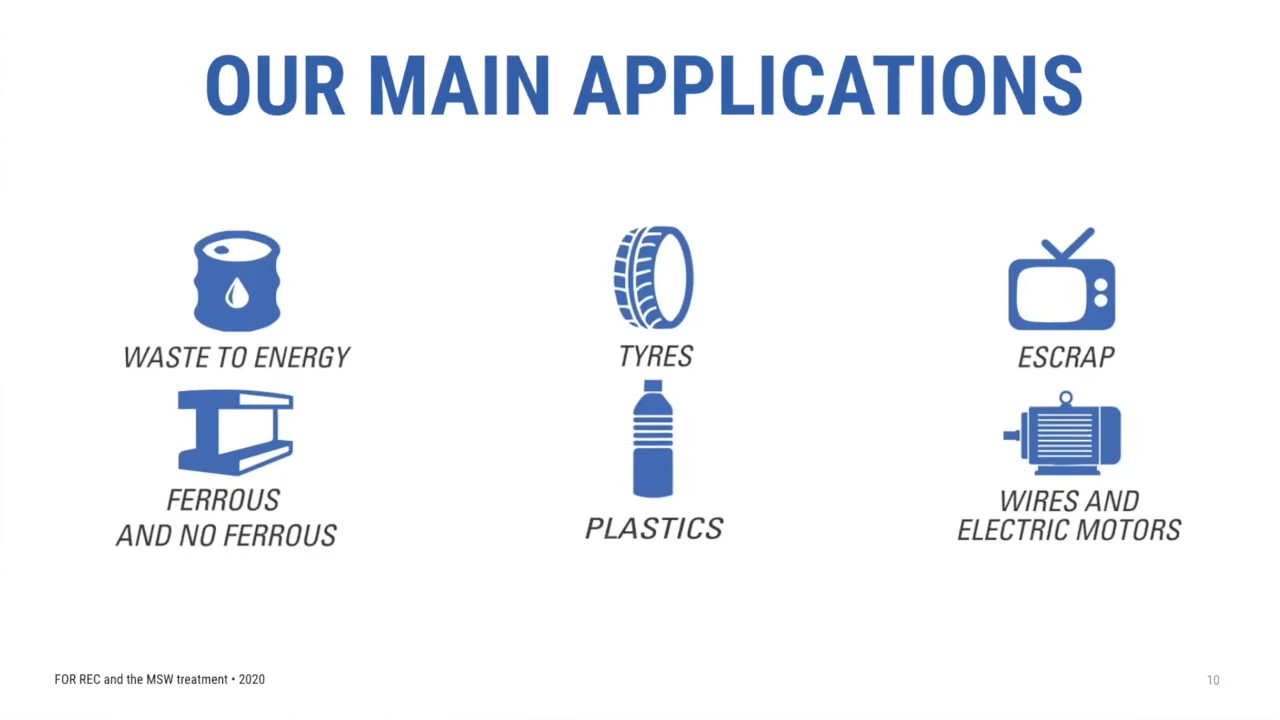 OUR MAIN APPLICATIONS
WASTE TO ENERGY
TYRES
ESCRAP
FERROUS
AND NO FERROUS
PLASTICS
WIRES AND
ELECTRIC MOTORS
FOR REC and the MSW treatment • 2020
10